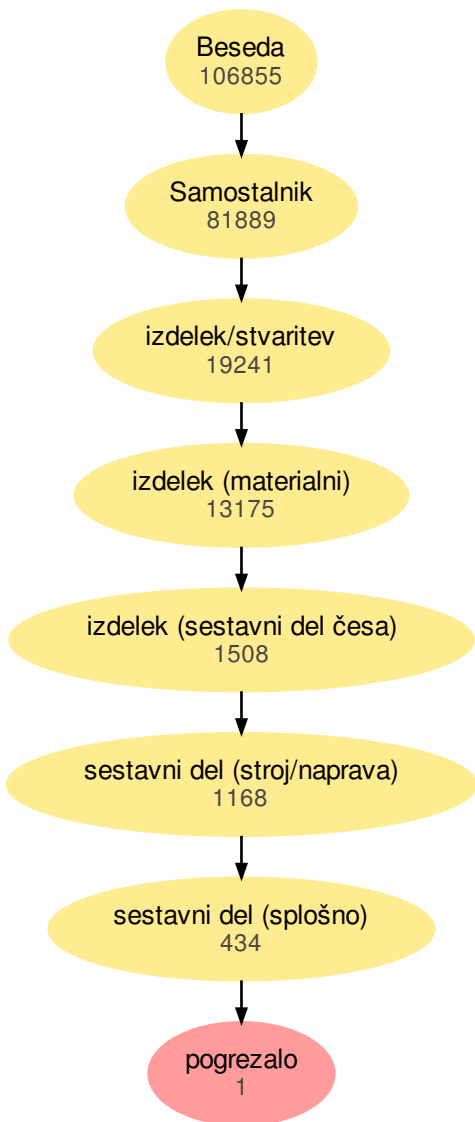 Beseda
106855
Samostalnik
81889
izdelek/stvaritev
19241
izdelek (materialni)
13175
izdelek (sestavni del česa)
1508
sestavni del (stroj/naprava)
1168
sestavni del (splošno)
434
pogrezalo
1